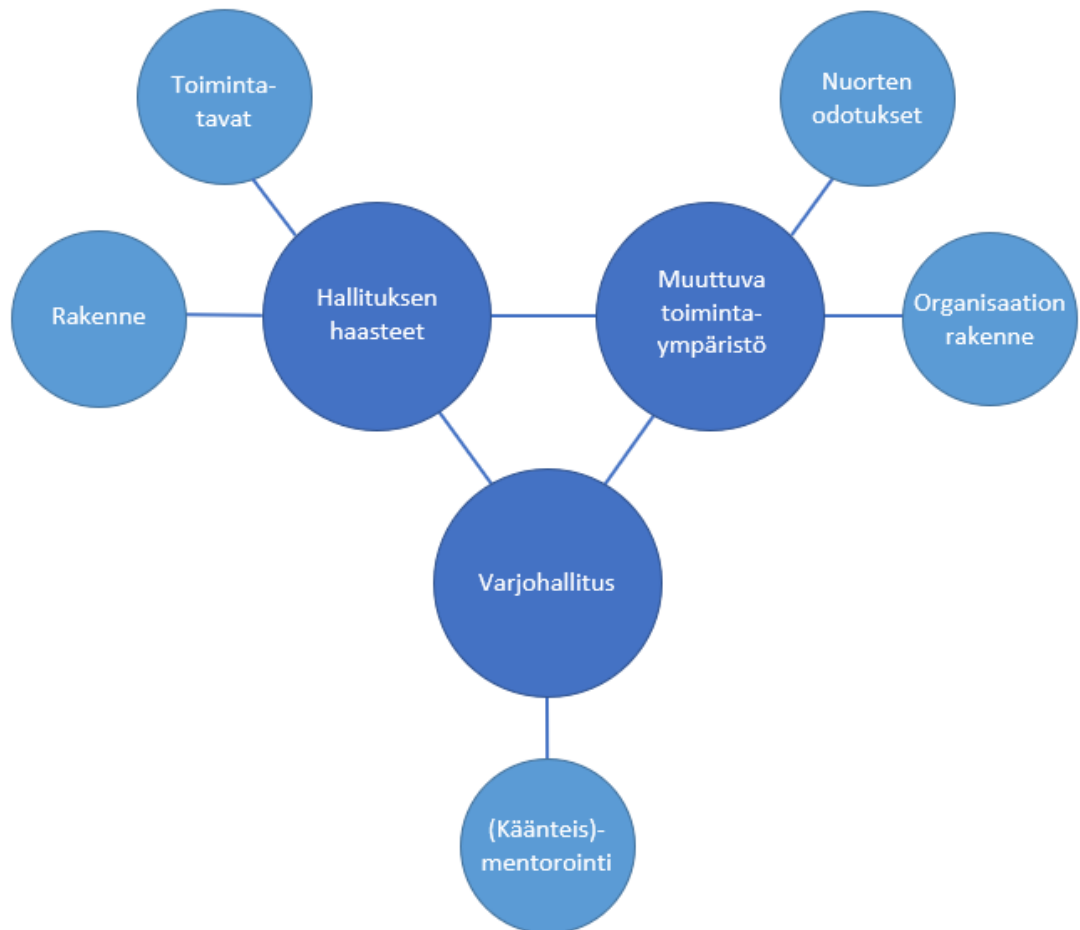 Toiminta-
tavat
Nuorten
odotukset
Rakenne
Hallituksen
haasteet
Muuttuva
toiminta-
ympäristö
Organisaation
rakenne
Varjohallitus
(Käänteis)-
mentorointi